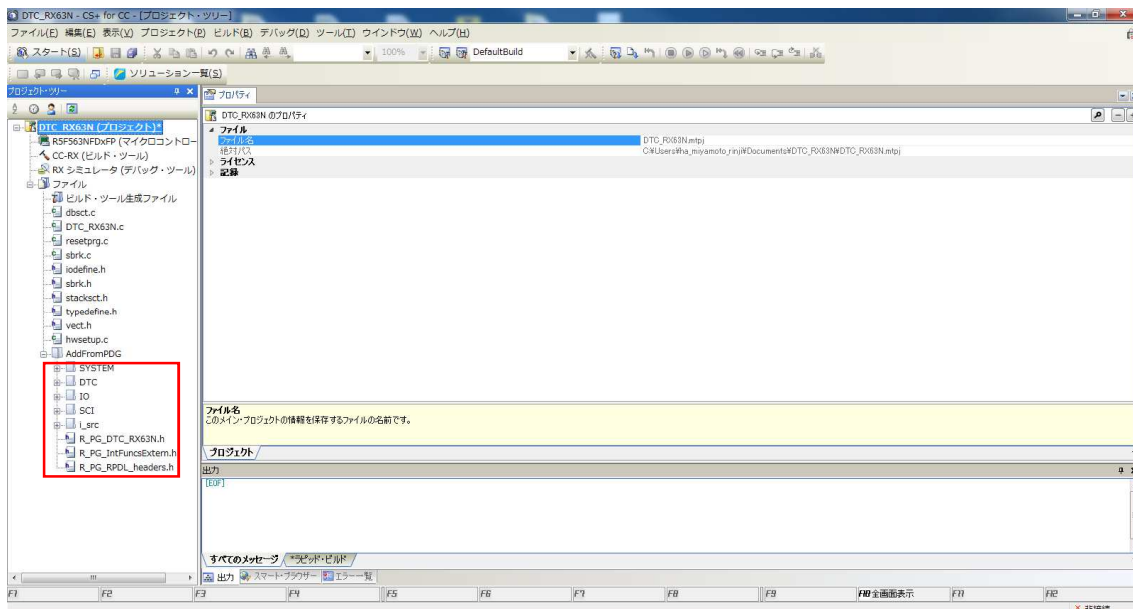 DTC_RX63N - CS+ for CC - [プロジェクト・ツリー]
ファイル(F) 編集(E) 表示(V) プロジェクト(P) ビルド(B) デバッグ(D) ツール(T) ウインドウ(W) ヘルプ(H)
スタート(S) 100% DefaultBuild
ソリューション一覧(S)
プロジェクト・ツリー
プロパティ
DTC_RX63N (プロジェクト)*
R5F563NFDxFP (マイクロコントロー
CC-RX (ビルド・ツール)
RX シミュレータ (デバッグ・ツール)
ファイル
ビルド・ツール生成ファイル
dbsct.c
DTC_RX63N.c
resetprg.c
sbrk.c
iodefine.h
sbrk.h
stacksct.h
typedefine.h
vect.h
hwsetup.c
AddFromPDG
SYSTEM
DTC
IO
SCI
i_src
R_PG_DTC_RX63N.h
R_PG_IntFuncsExtern.h
R_PG_RPDL_headers.h
DTC_RX63N のプロパティ
ファイル
ファイル名 DTC_RX63N.mtpj
絶対パス C:¥Users¥ha_miyamoto_rinji¥Documents¥DTC_RX63N¥DTC_RX63N.mtpj
ライセンス
記録
ファイル名
このメイン・プロジェクトの情報を保存するファイルの名前です。
プロジェクト
出力
[EOF]
すべてのメッセージ *ラピッド・ビルド
出力 スマート・ブラウザー エラー一覧
F1 F2 F3 F4 F5 F6 F7 F8 F9 F10 全画面表示 F11 F12
非接続